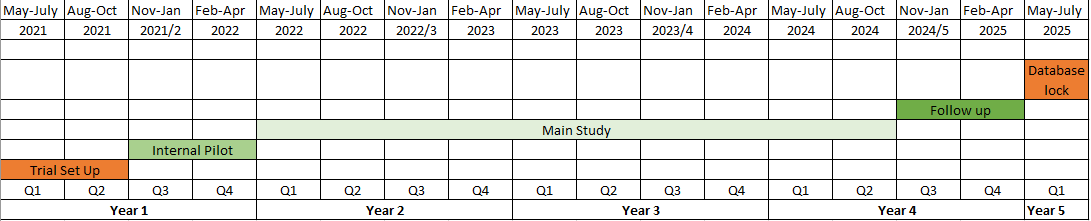 May-July Aug-Oct Nov-Jan Feb-Apr May-July Aug-Oct Nov-Jan Feb-Apr May-July Aug-Oct Nov-Jan Feb-Apr May-July Aug-Oct Nov-Jan Feb-Apr May-July
2021 2021 2021/2 2022 2022 2022 2022/3 2023 2023 2023 2023/4 2024 2024 2024 2024/5 2025 2025
Database
lock
Follow up
Main Study
Internal Pilot
Trial Set Up
Q1 Q2 Q3 Q4 Q1 Q2 Q3 Q4 Q1 Q2 Q3 Q4 Q1 Q2 Q3 Q4 Q1
Year 1 Year 2 Year 3 Year 4 Year 5